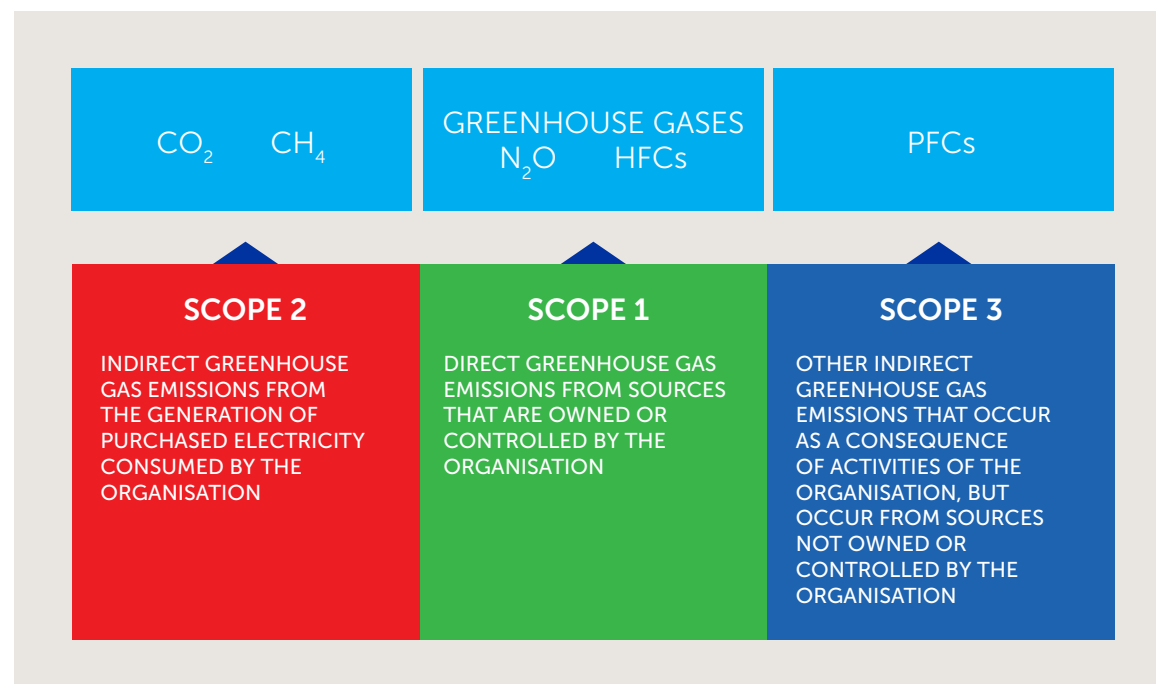 CO₂ CH₄
GREENHOUSE GASES
N₂O HFCs
PFCs
SCOPE 2
INDIRECT GREENHOUSE
GAS EMISSIONS FROM
THE GENERATION OF
PURCHASED ELECTRICITY
CONSUMED BY THE
ORGANISATION
SCOPE 1
DIRECT GREENHOUSE GAS
EMISSIONS FROM SOURCES
THAT ARE OWNED OR
CONTROLLED BY THE
ORGANISATION
SCOPE 3
OTHER INDIRECT
GREENHOUSE GAS
EMISSIONS THAT OCCUR
AS A CONSEQUENCE
OF ACTIVITIES OF THE
ORGANISATION, BUT
OCCUR FROM SOURCES
NOT OWNED OR
CONTROLLED BY THE
ORGANISATION